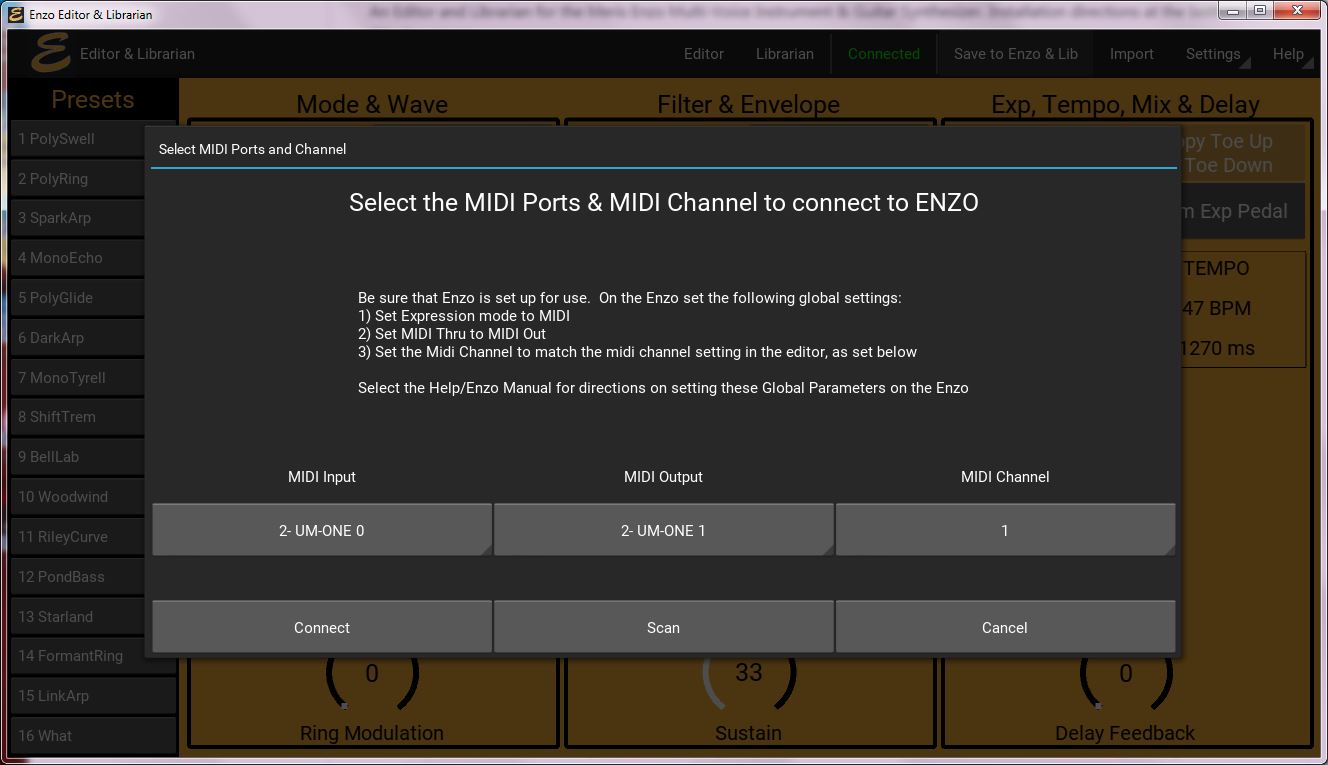 Enzo Editor & Librarian
An Editor and Librarian for the Meris Enzo Multi-Voice Instrument & Guitar Synthesizer. Installation directions at the
Editor & Librarian
Editor
Librarian
Connected
Save to Enzo & Lib
Import
Settings
Help
Presets
Mode & Wave
Filter & Envelope
Exp, Tempo, Mix & Delay
1 PolySwell
2 PolyRing
3 SparkArp
4 MonoEcho
5 PolyGlide
6 DarkArp
7 MonoTyrell
8 ShiftTrem
9 BellLab
10 Woodwind
11 RileyCurve
12 PondBass
13 Starland
14 FormantRing
15 LinkArp
16 What
Select MIDI Ports and Channel
Select the MIDI Ports & MIDI Channel to connect to ENZO
Be sure that Enzo is set up for use.  On the Enzo set the following global settings:
1) Set Expression mode to MIDI
2) Set MIDI Thru to MIDI Out
3) Set the Midi Channel to match the midi channel setting in the editor, as set below
Select the Help/Enzo Manual for directions on setting these Global Parameters on the Enzo
MIDI Input
MIDI Output
MIDI Channel
2- UM-ONE 0
2- UM-ONE 1
1
Connect
Scan
Cancel
py Toe Up
Toe Down
m Exp Pedal
TEMPO
47 BPM
1270 ms
0
33
0
Ring Modulation
Sustain
Delay Feedback